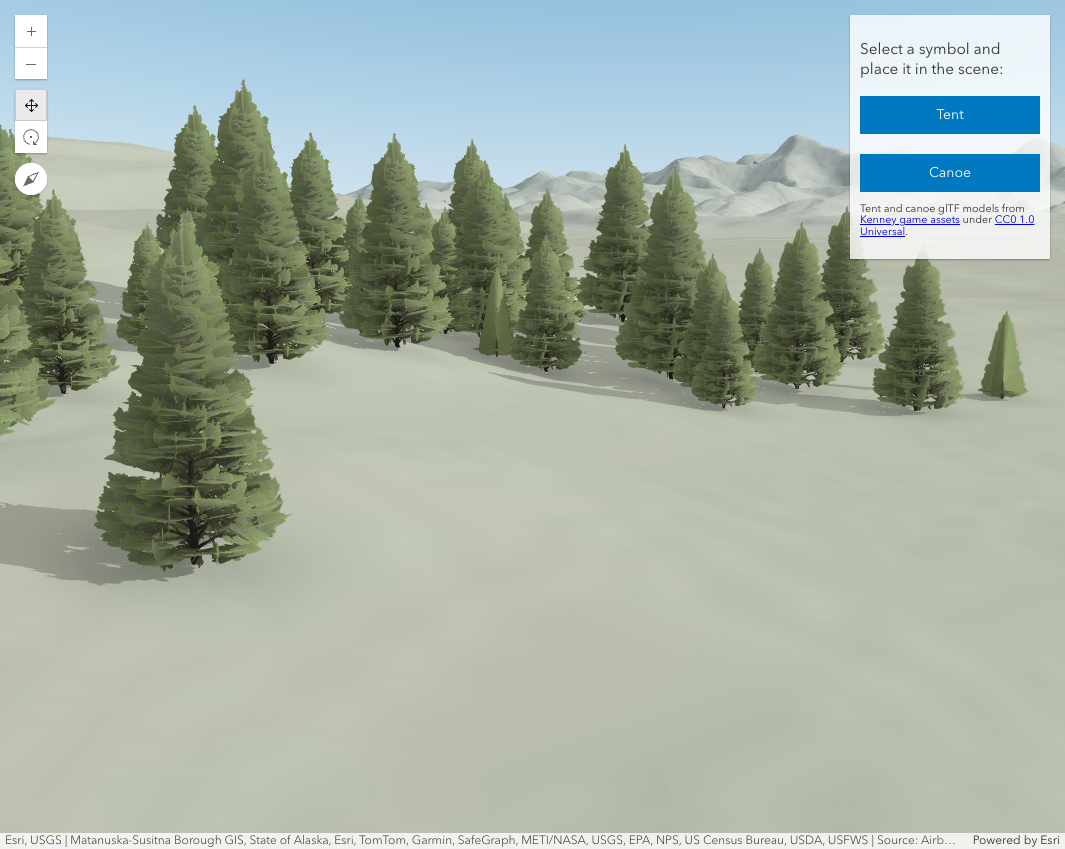 Select a symbol and
place it in the scene:
Tent
Canoe
Tent and canoe glTF models from
Kenney game assets under CC0 1.0
Universal.
Esri, USGS | Matanuska-Susitna Borough GIS, State of Alaska, Esri, TomTom, Garmin, SafeGraph, METI/NASA, USGS, EPA, NPS, US Census Bureau, USDA, USFWS | Source: Airb… Powered by Esri